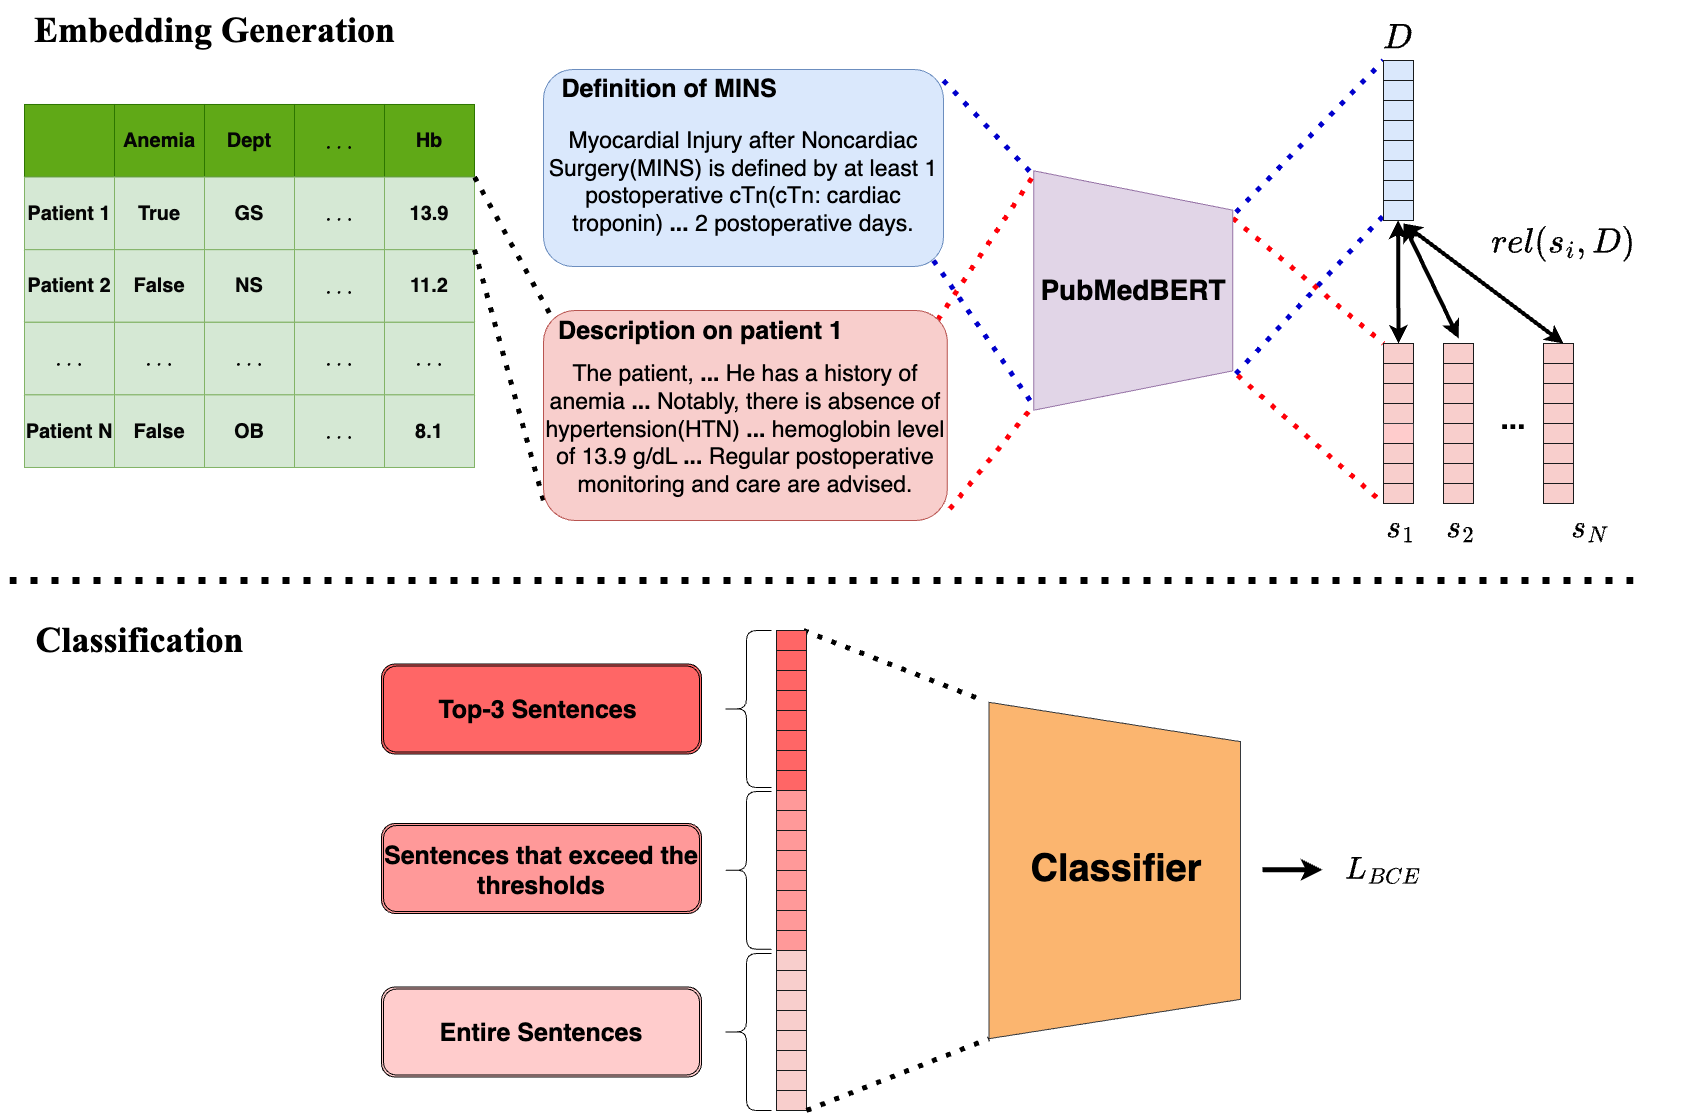 Embedding Generation
Anemia Dept ... Hb
Patient 1 True GS ... 13.9
Patient 2 False NS ... 11.2
... ... ... ... ...
Patient N False OB ... 8.1
Definition of MINS
Myocardial Injury after Noncardiac
Surgery(MINS) is defined by at least 1
postoperative cTn(cTn: cardiac
troponin) ... 2 postoperative days.
Description on patient 1
The patient, ... He has a history of
anemia ... Notably, there is absence of
hypertension(HTN) ... hemoglobin level
of 13.9 g/dL ... Regular postoperative
monitoring and care are advised.
PubMedBERT
D
rel(s_i, D)
...
s_1 s_2 s_N
Classification
Top-3 Sentences
Sentences that exceed the
thresholds
Entire Sentences
Classifier
L_BCE